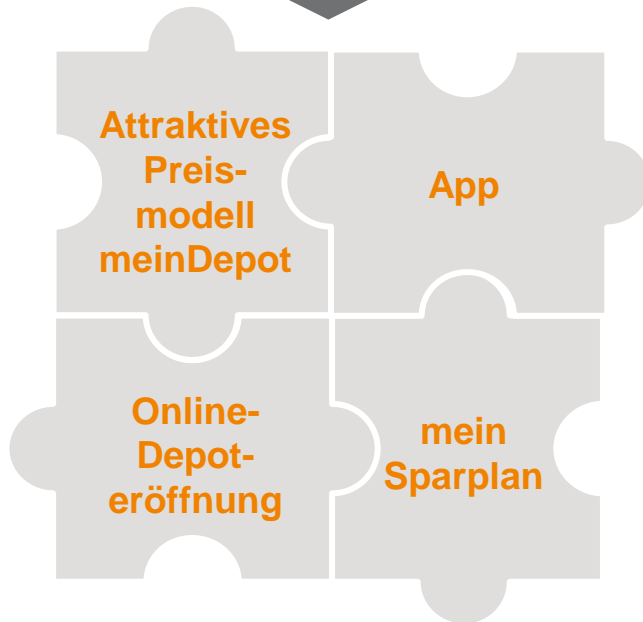 Attraktives
Preis-
modell
meinDepot
App
Online-
Depot-
eröffnung
mein
Sparplan